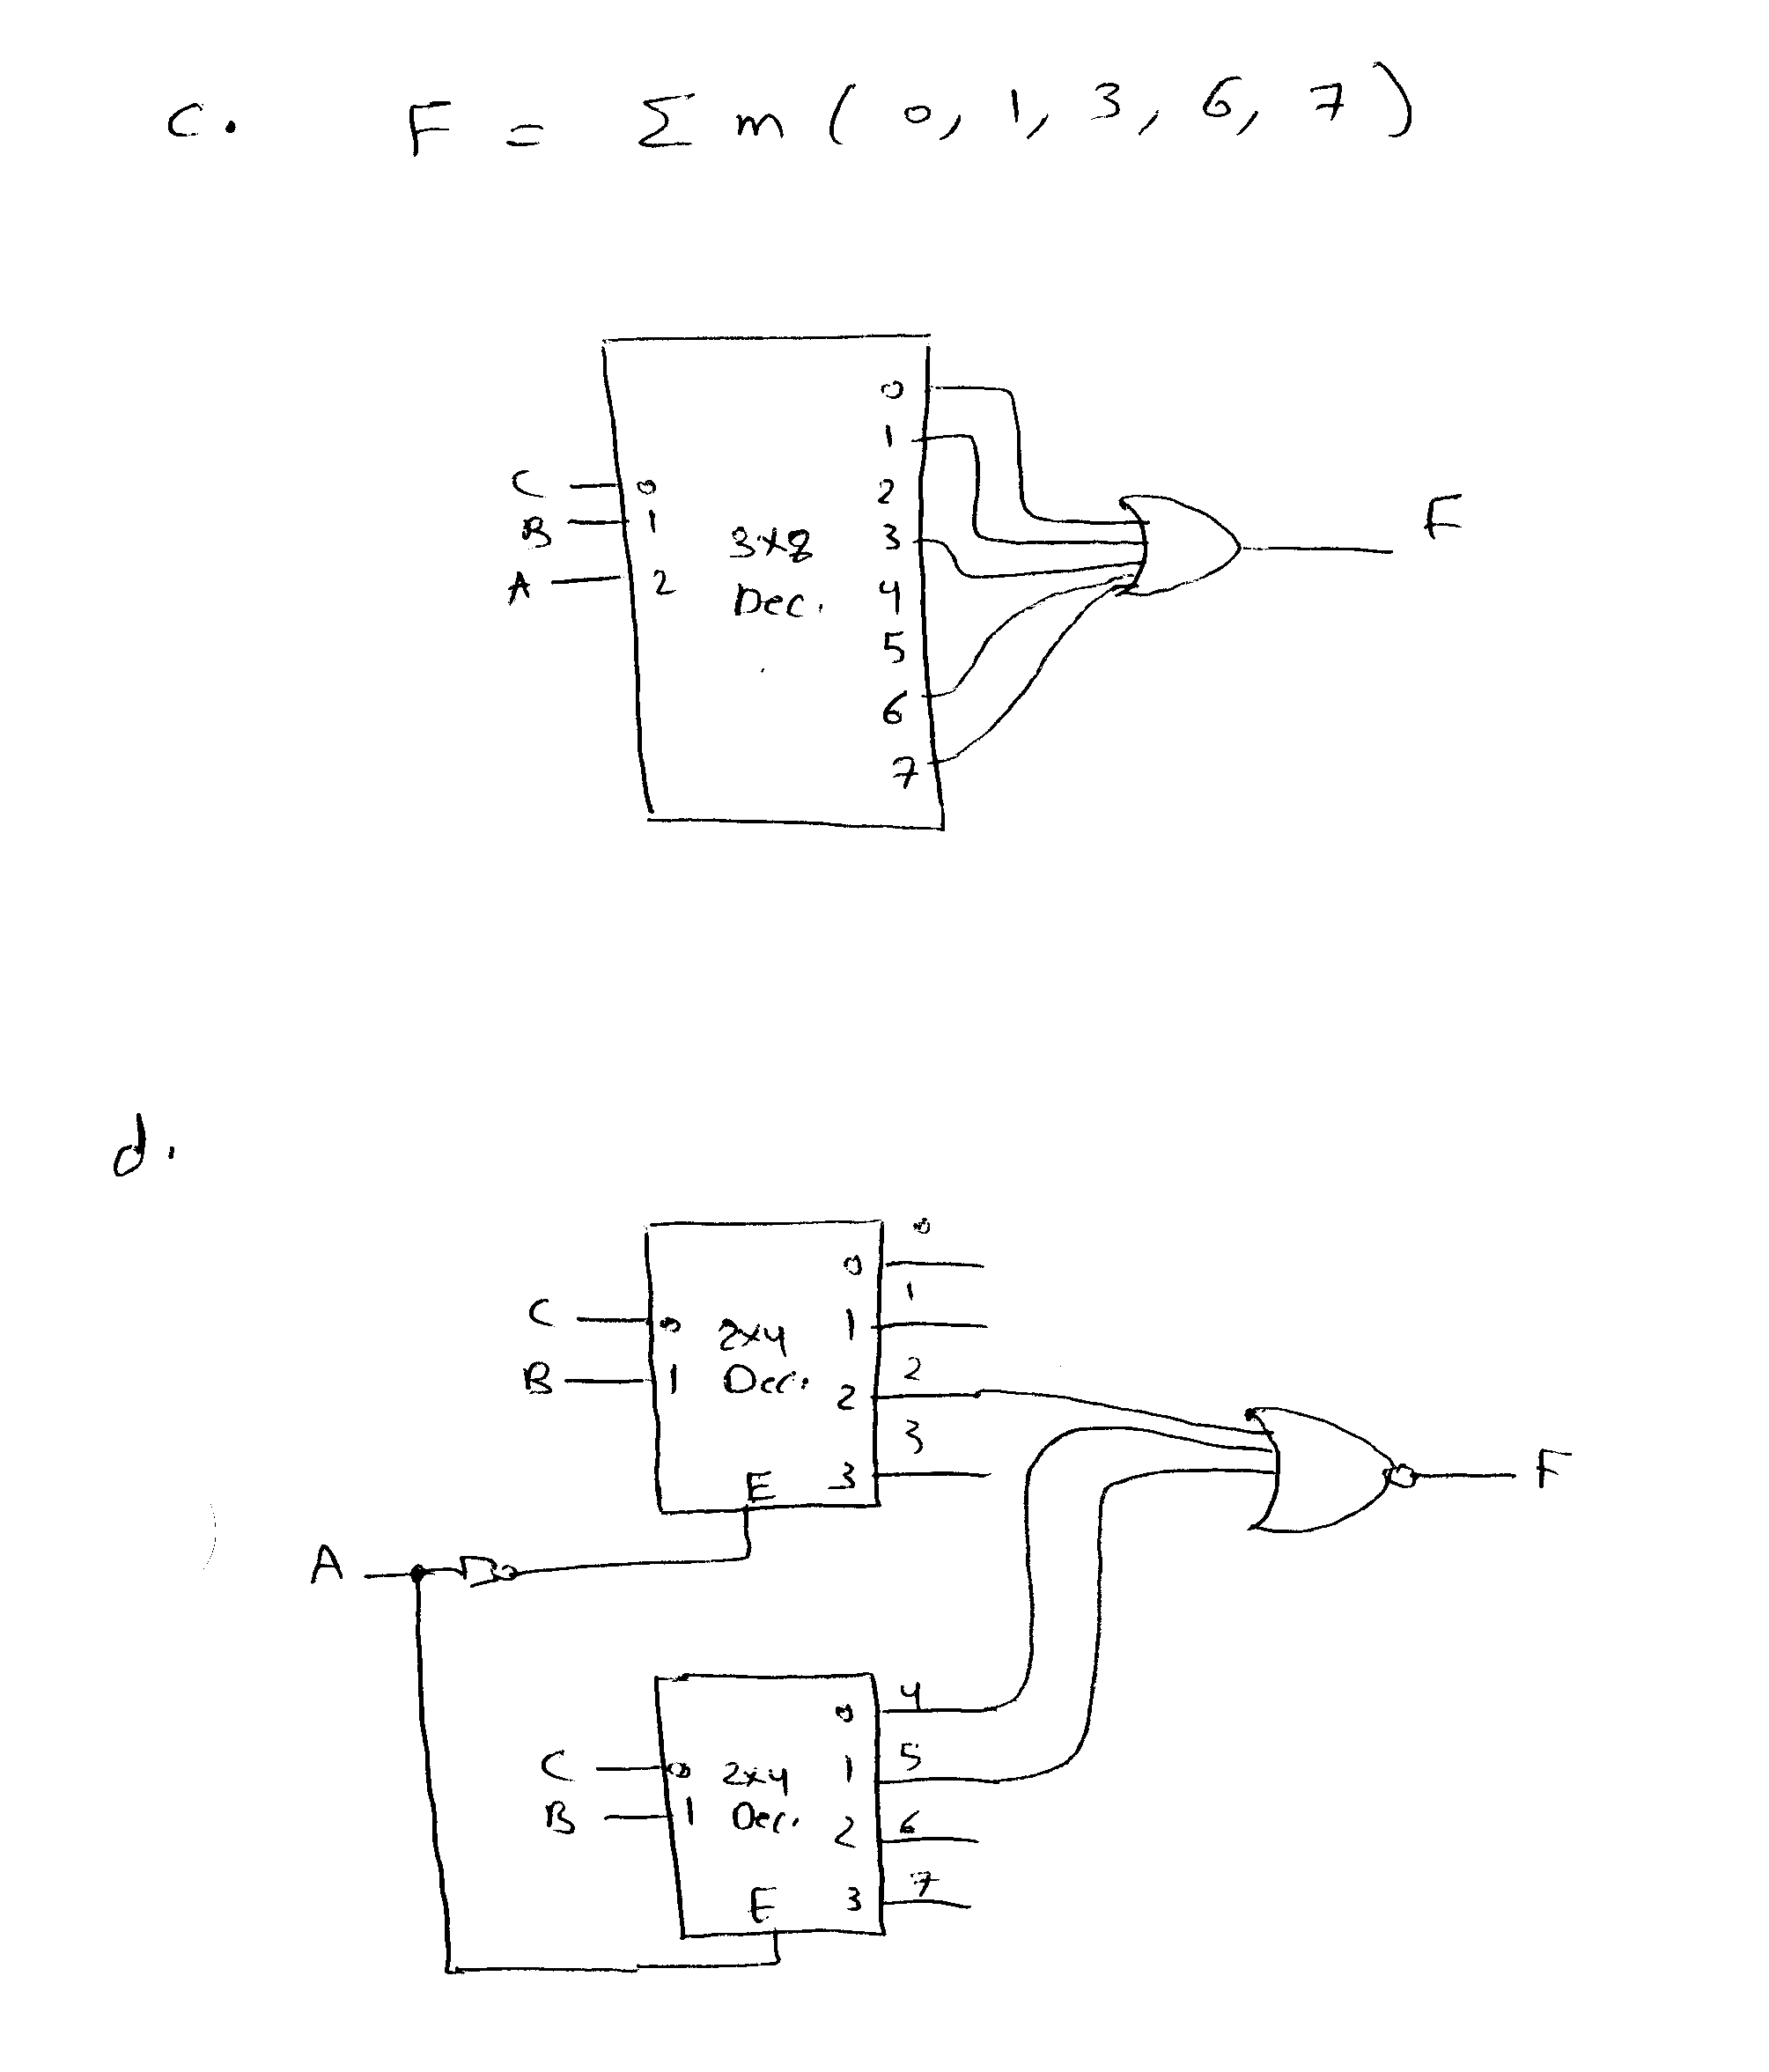 c. F = Σ m ( 0, 1, 3, 6, 7 )
0
1
C 0 2
B 1 3x8 3 F
A 2 Dec. 4
5
6
7
d.
0
0
1
C 0 2x4 1
B 1 Dec. 2
2
3
E 3
F
A
4
0
5
C 0 2x4 1
B 1 Dec. 6
2
7
E 3